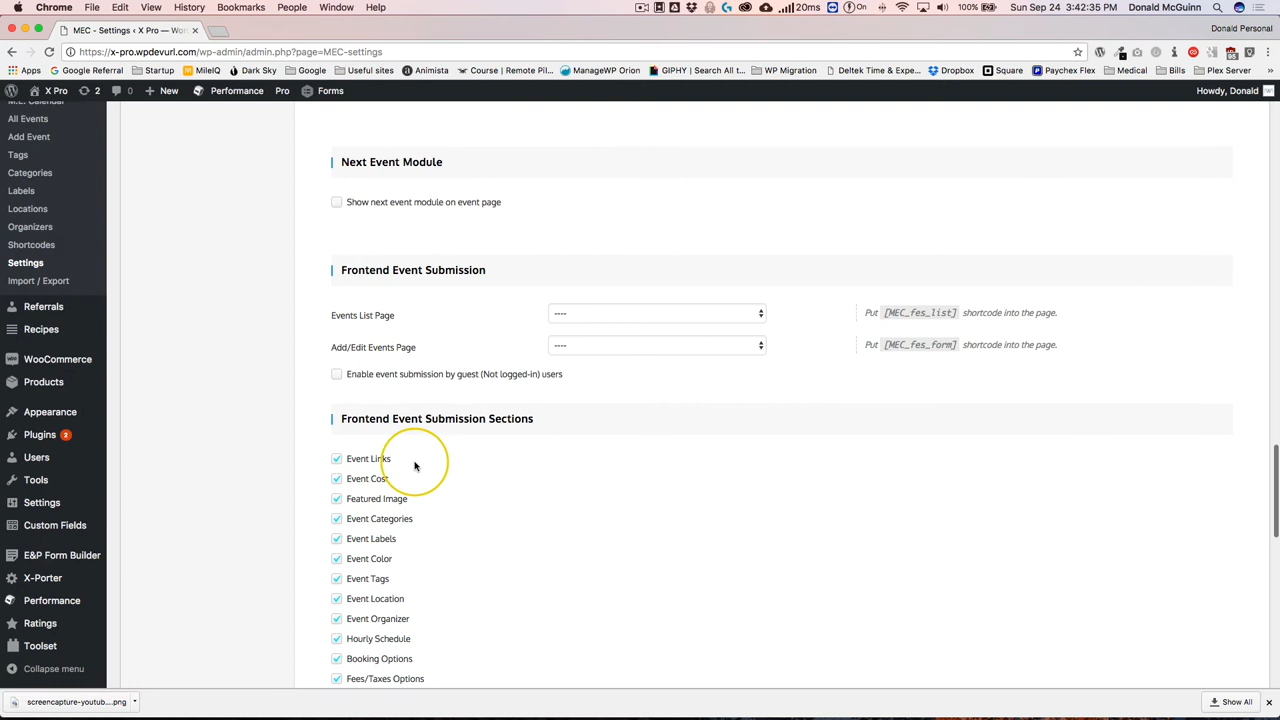 Chrome File Edit View History Bookmarks People Window Help 20ms On 100% Sun Sep 24 3:42:35 PM Donald McGuinn
MEC - Settings ‹ X Pro — Wor Donald Personal
https://x-pro.wpdevurl.com/wp-admin/admin.php?page=MEC-settings
Apps Google Referral Startup MileIQ Dark Sky Google Useful sites Animista Course | Remote Pil... ManageWP Orion GIPHY | Search All t... WP Migration Deltek Time & Expe... Dropbox Square Paychex Flex Medical Bills Plex Server »
X Pro 2 0 New Performance Pro Forms Howdy, Donald
M.E. Calendar
All Events
Add Event
Tags
Categories
Labels
Locations
Organizers
Shortcodes
Settings
Import / Export
Referrals
Recipes
WooCommerce
Products
Appearance
Plugins 2
Users
Tools
Settings
Custom Fields
E&P Form Builder
X-Porter
Performance
Ratings
Toolset
Collapse menu
Next Event Module
Show next event module on event page
Frontend Event Submission
Events List Page ---- Put [MEC_fes_list] shortcode into the page.
Add/Edit Events Page ---- Put [MEC_fes_form] shortcode into the page.
Enable event submission by guest (Not logged-in) users
Frontend Event Submission Sections
Event Links
Event Cost
Featured Image
Event Categories
Event Labels
Event Color
Event Tags
Event Location
Event Organizer
Hourly Schedule
Booking Options
Fees/Taxes Options
screencapture-youtub....png Show All